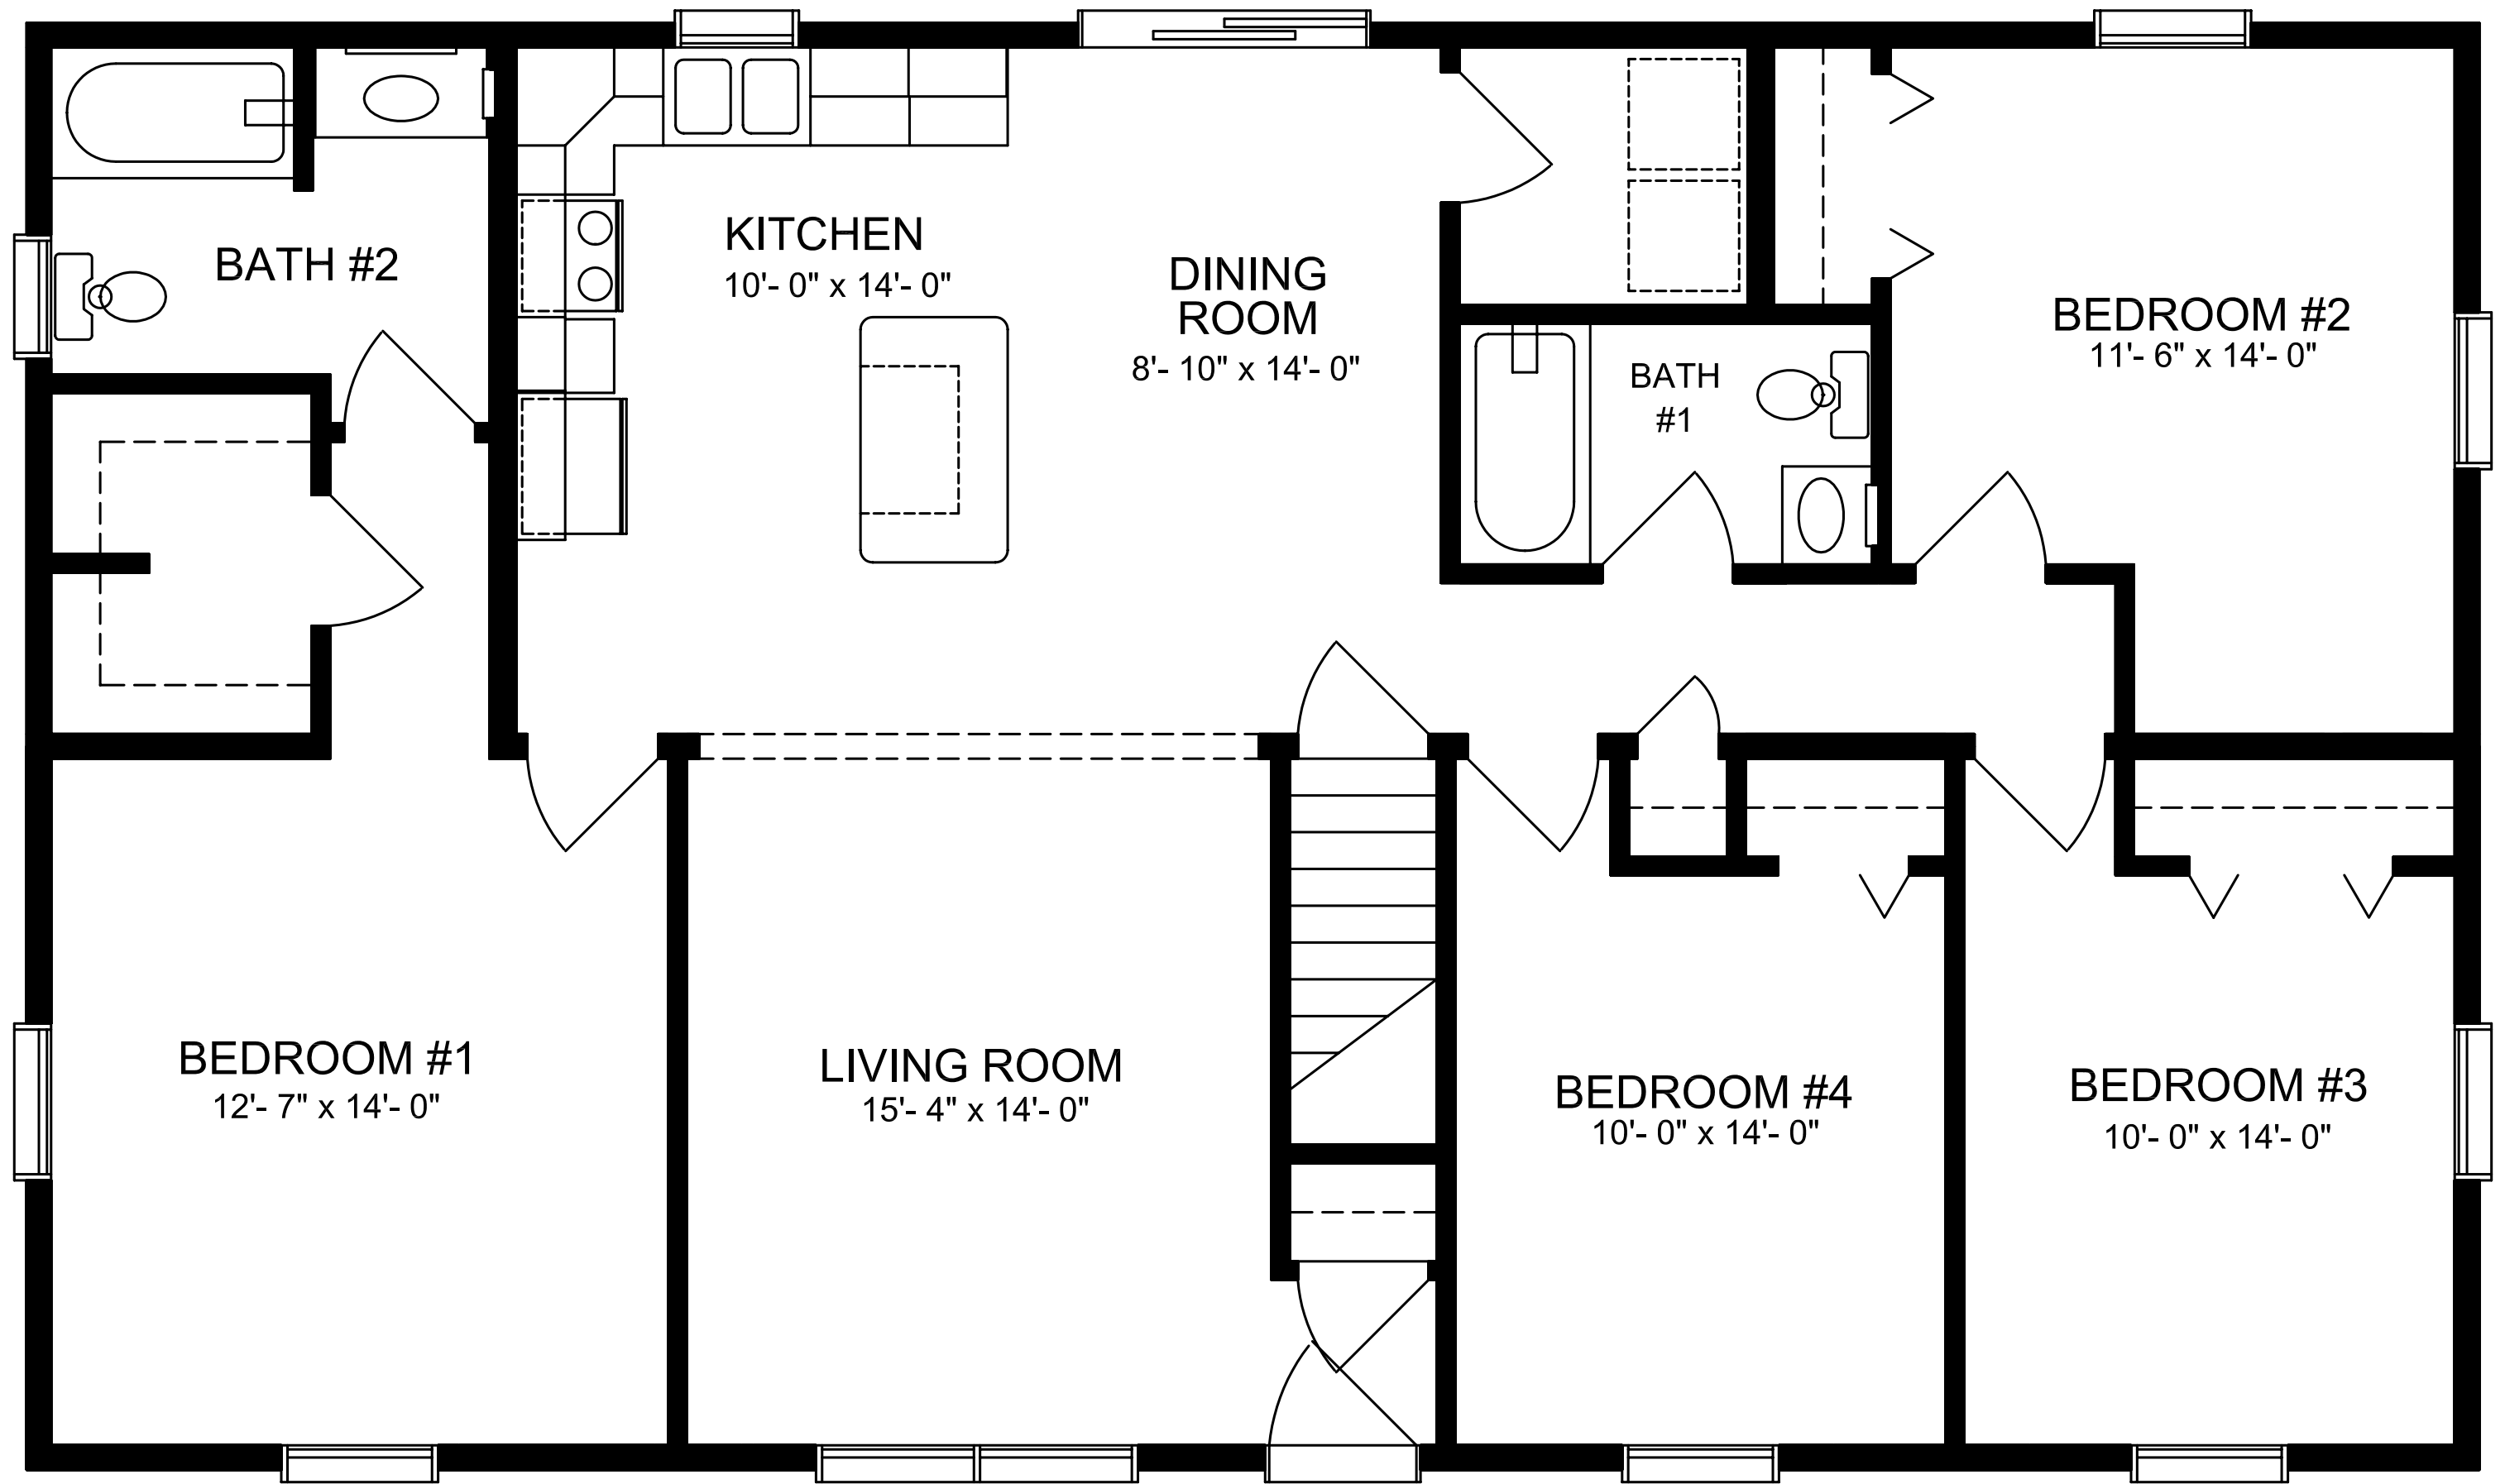 BATH #2
KITCHEN
10'- 0" x 14'- 0"
DINING
ROOM
8'- 10" x 14'- 0"
BATH
#1
BEDROOM #2
11'- 6" x 14'- 0"
BEDROOM #1
12'- 7" x 14'- 0"
LIVING ROOM
15'- 4" x 14'- 0"
BEDROOM #4
10'- 0" x 14'- 0"
BEDROOM #3
10'- 0" x 14'- 0"